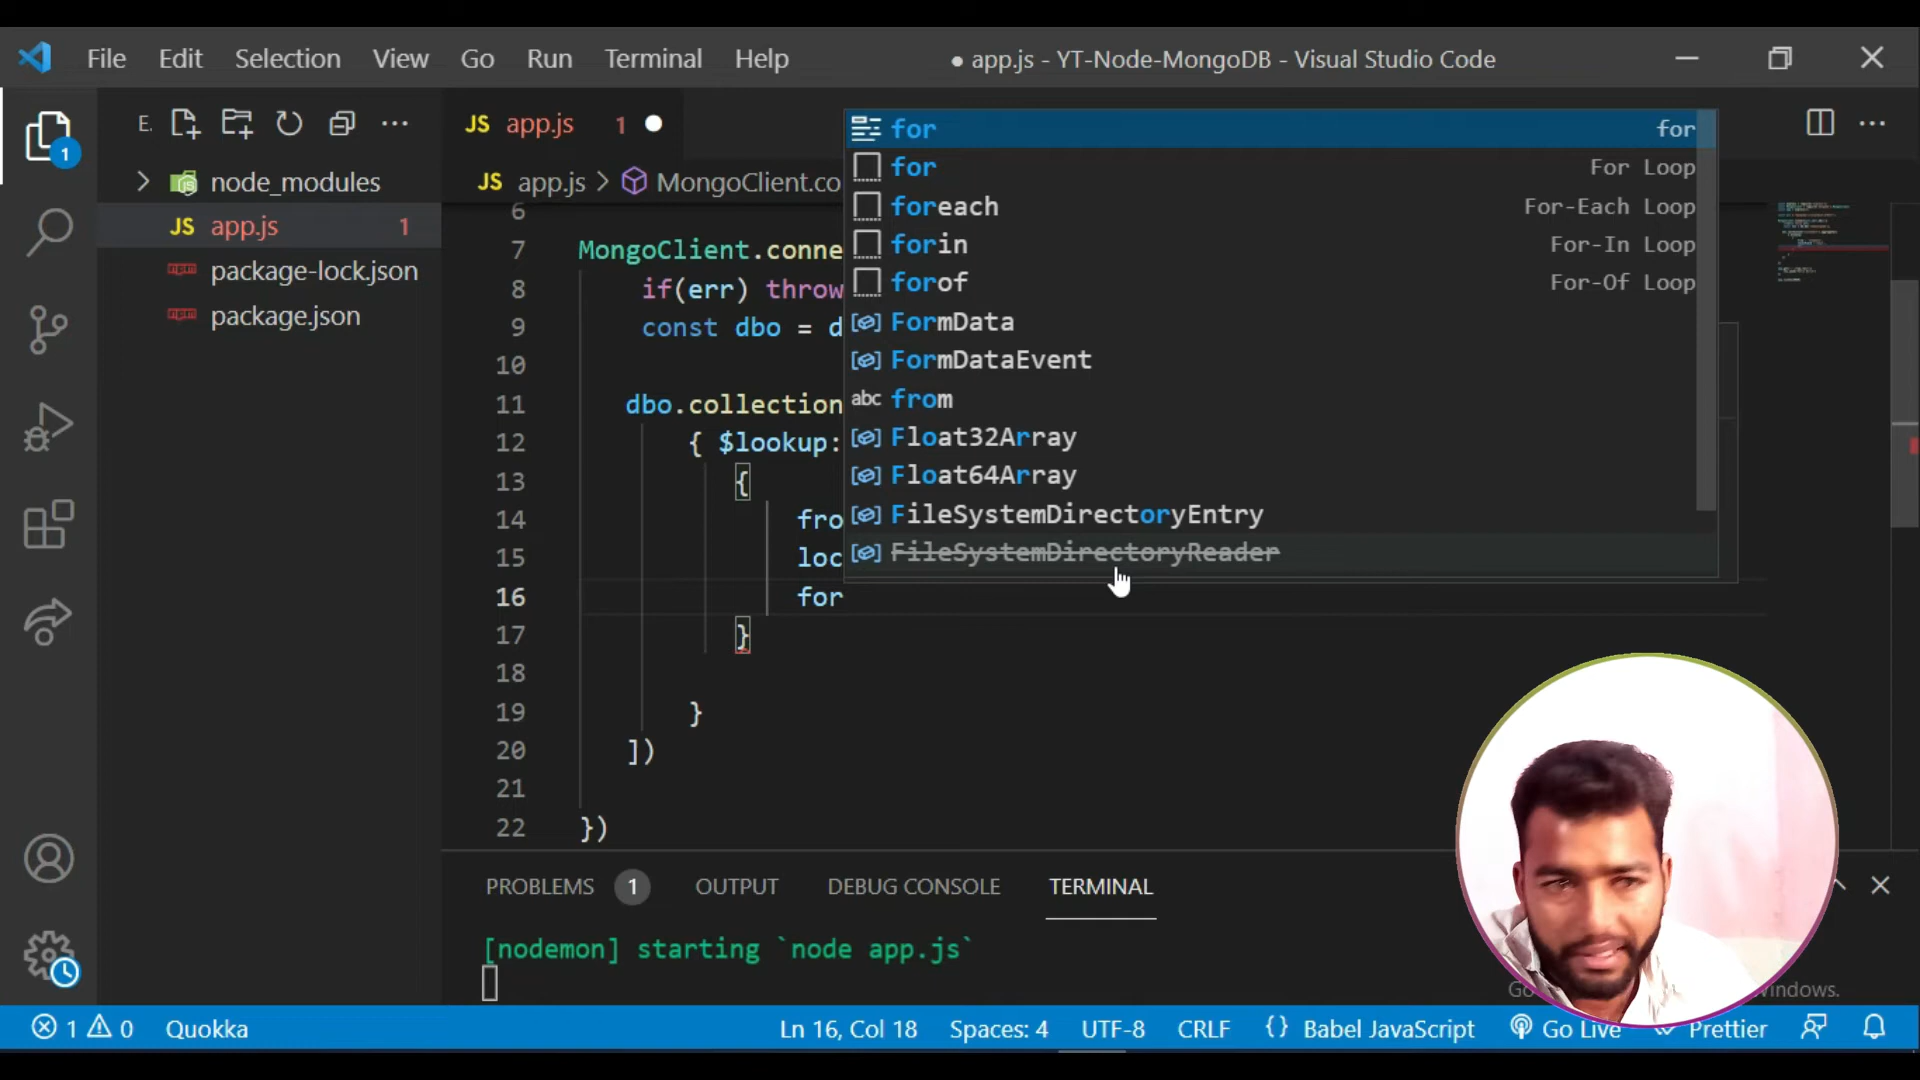 File Edit Selection View Go Run Terminal Help
● app.js - YT-Node-MongoDB - Visual Studio Code
E.
JS app.js 1
node_modules
JS app.js 1
package-lock.json
package.json
1
JS app.js > MongoClient.co
6
7 MongoClient.conne
8 if(err) throw
9 const dbo = d
10
11 dbo.collection
12 { $lookup:
13 {
14 fro
15 loc
16 for
17 }
18
19 }
20 ])
21
22 })
for for
for For Loop
foreach For-Each Loop
forin For-In Loop
forof For-Of Loop
FormData
FormDataEvent
abc from
Float32Array
Float64Array
FileSystemDirectoryEntry
FileSystemDirectoryReader
PROBLEMS 1 OUTPUT DEBUG CONSOLE TERMINAL
[nodemon] starting `node app.js`
Go
Windows.
1 0 Quokka Ln 16, Col 18 Spaces: 4 UTF-8 CRLF {} Babel JavaScript Go Live Prettier